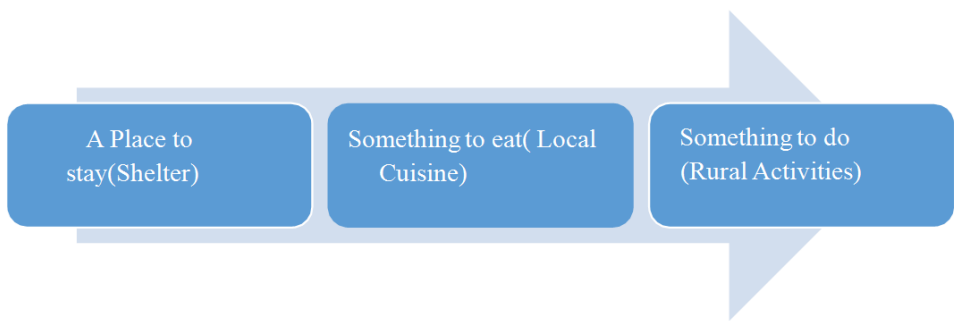 A Place to
stay(Shelter)
Something to eat( Local
Cuisine)
Something to do
(Rural Activities)